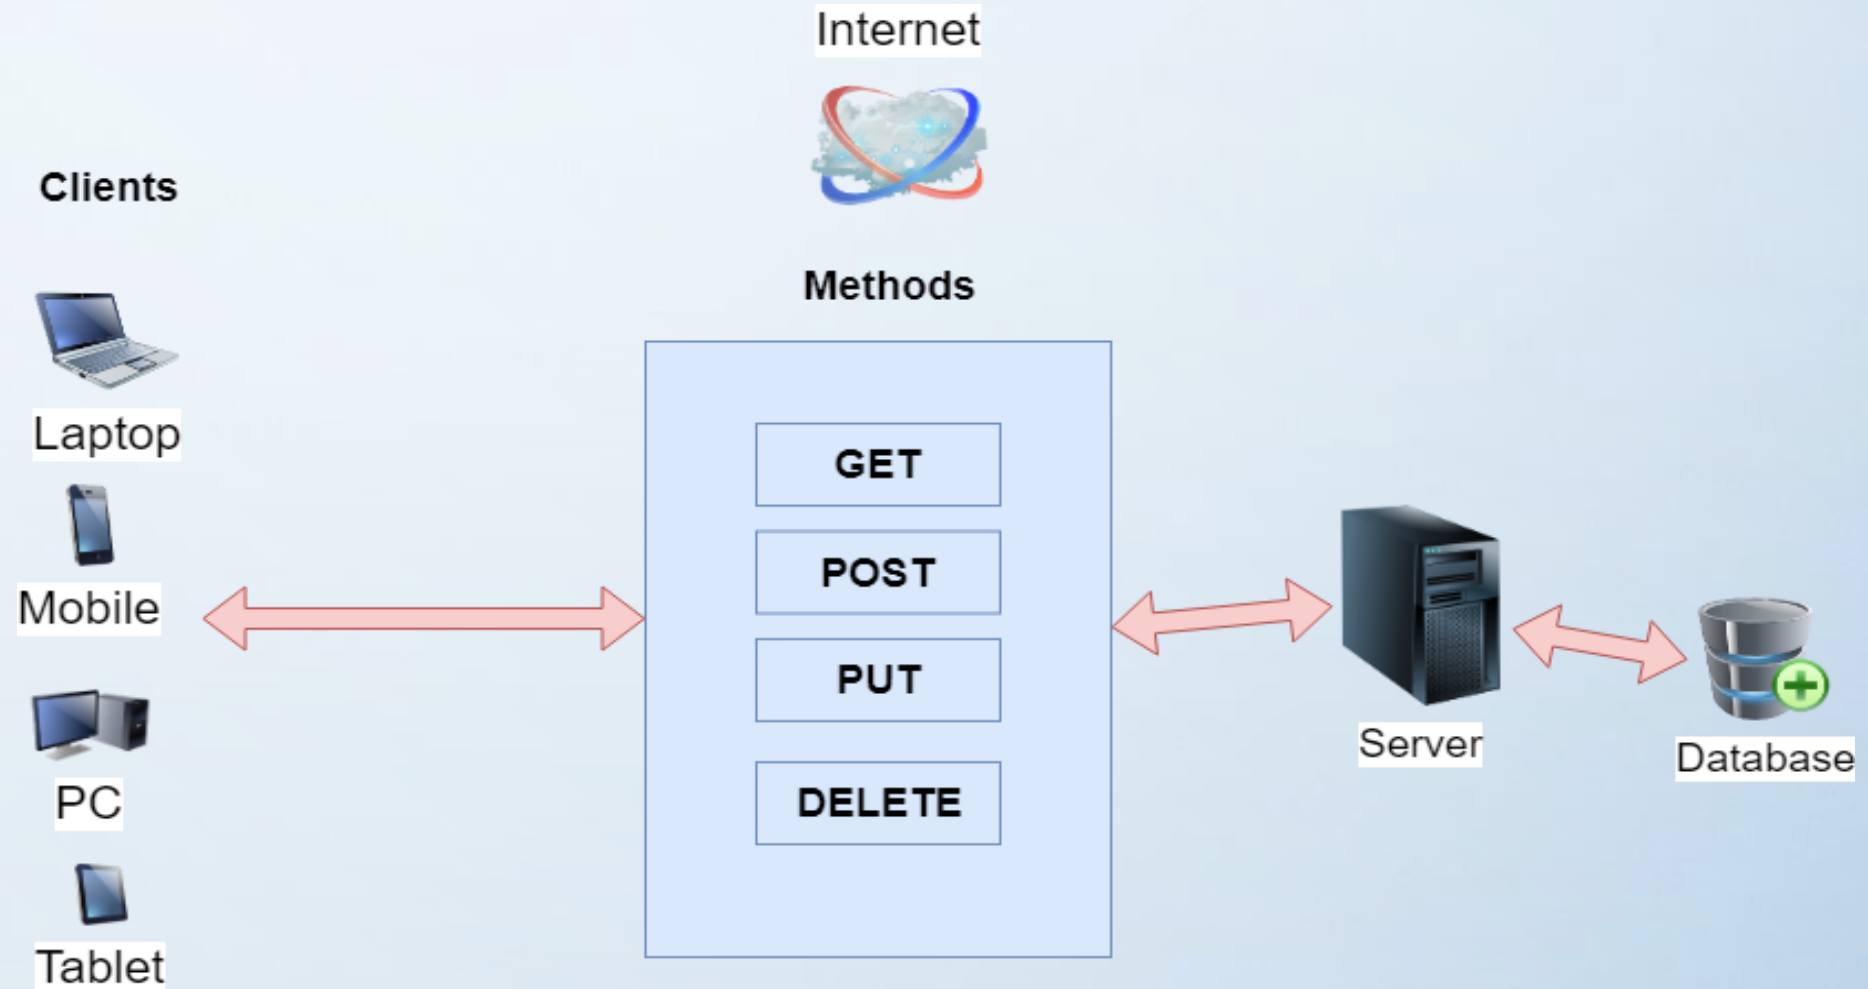 Internet
Clients
Methods
Laptop
Mobile
PC
Tablet
GET
POST
PUT
DELETE
Server
Database